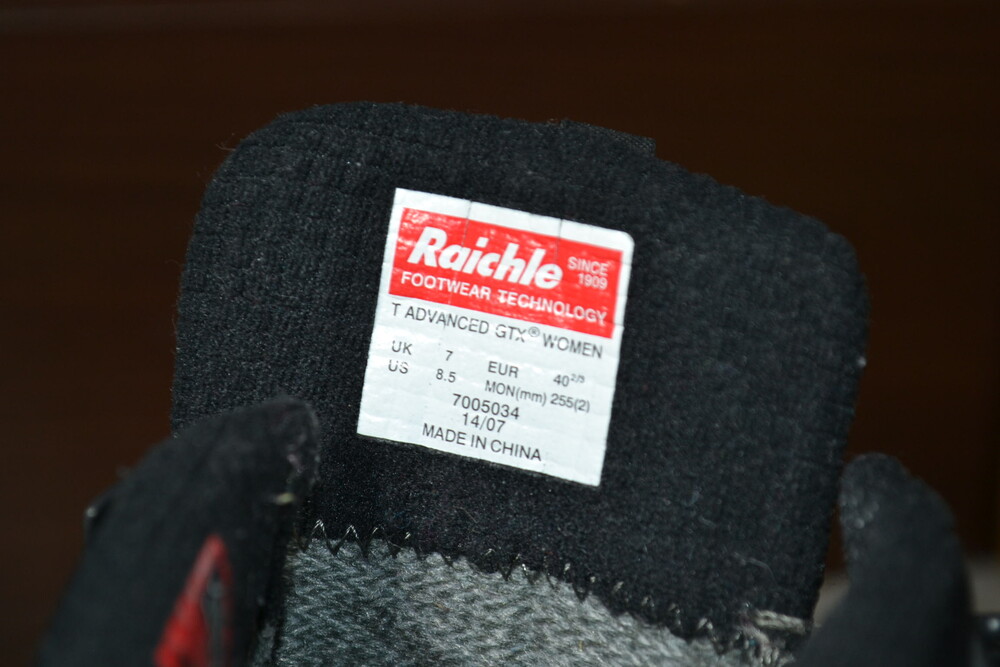 Raichle SINCE 1909
FOOTWEAR TECHNOLOGY
T ADVANCED GTX® WOMEN
UK 7 EUR 40 2/3
US 8.5 MON(mm) 255(2)
7005034
14/07
MADE IN CHINA